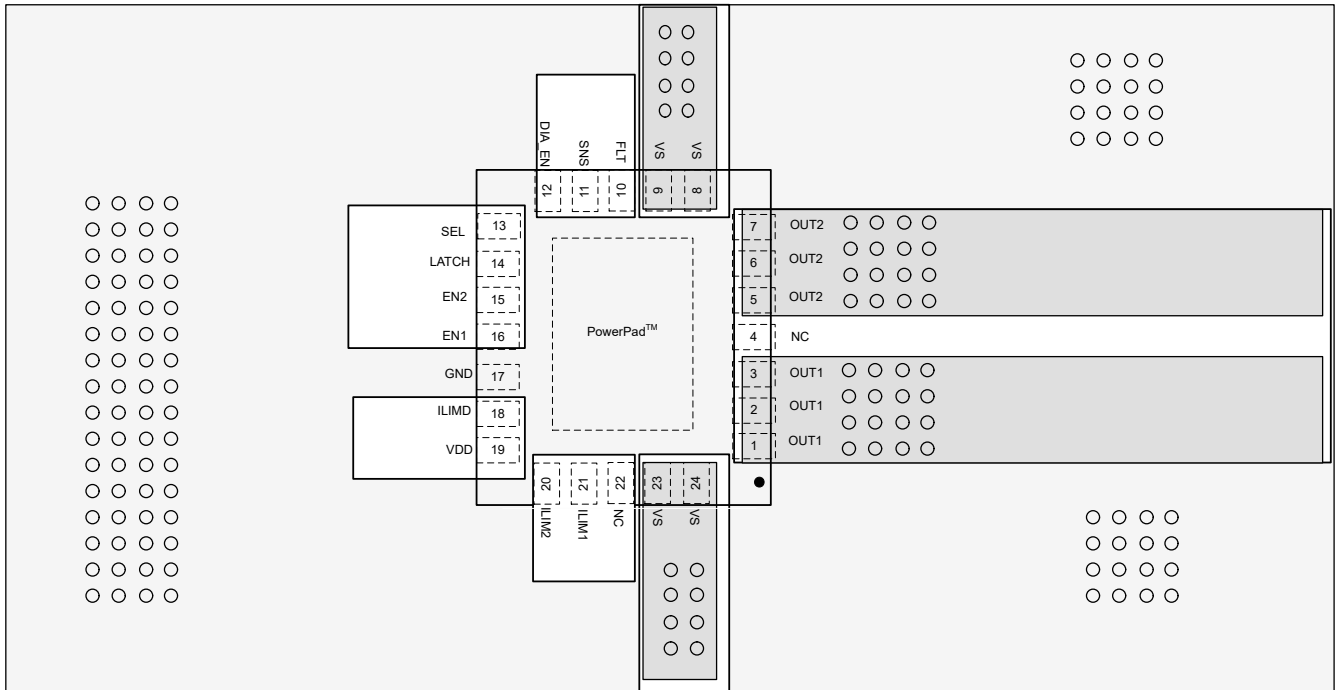 DIA_EN
SNS
FLT
VS
VS
12
11
10
9
8
SEL
13
7
OUT2
LATCH
14
6
OUT2
EN2
15
5
OUT2
EN1
16
PowerPad™
4
NC
GND
17
3
OUT1
ILIMD
18
2
OUT1
VDD
19
1
OUT1
20
21
22
23
24
ILIM2
ILIM1
NC
VS
VS